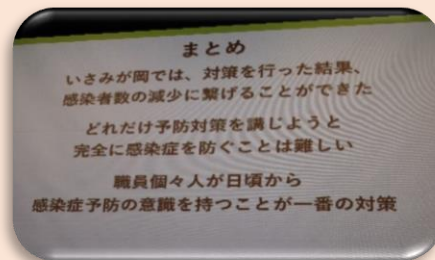 まとめ
いさみが岡では、対策を行った結果、
感染者数の減少に繋げることができた
どれだけ予防対策を講じようと
完全に感染症を防ぐことは難しい
職員個々人が日頃から
感染症予防の意識を持つことが一番の対策